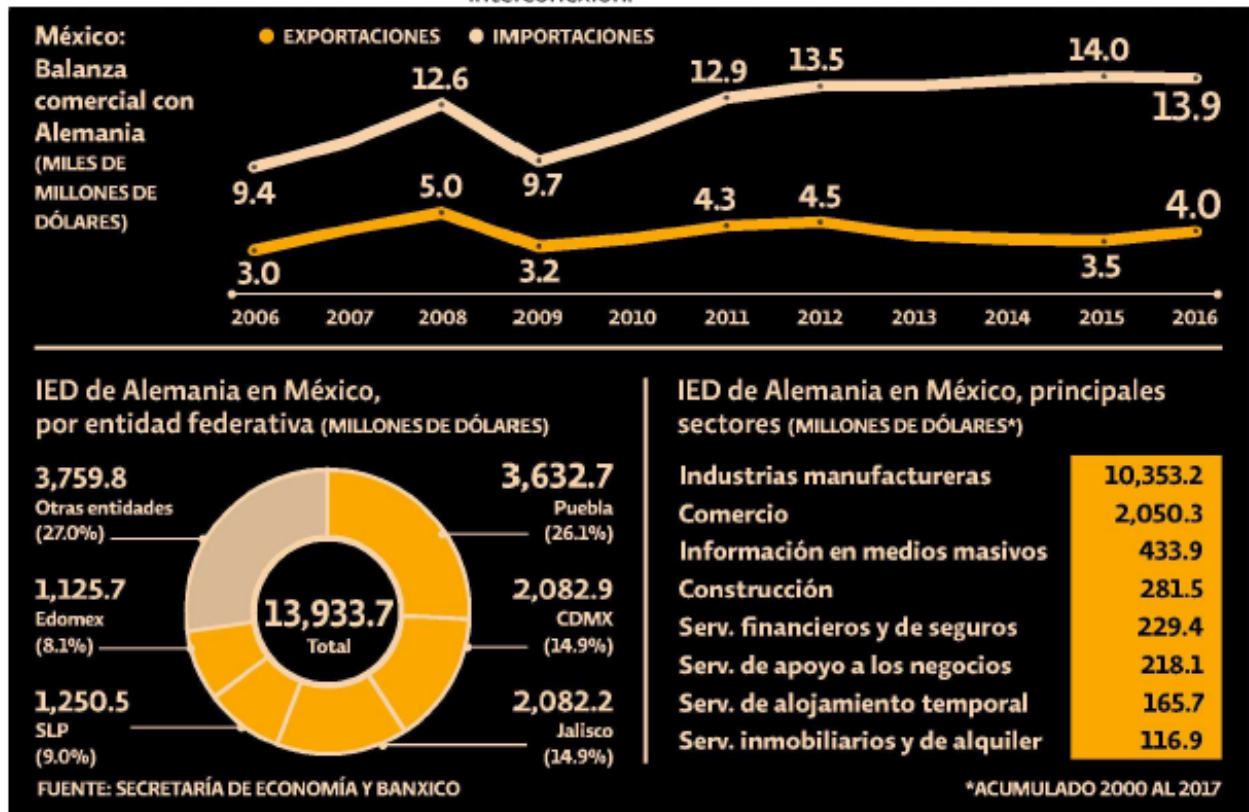 interconexión.
México:
Balanza
comercial con
Alemania
(MILES DE
MILLONES DE
DÓLARES)
EXPORTACIONES IMPORTACIONES
12.6 12.9 13.5 14.0
13.9
9.4 9.7
5.0 4.3 4.5 4.0
3.0 3.2 3.5
2006 2007 2008 2009 2010 2011 2012 2013 2014 2015 2016
IED de Alemania en México,
por entidad federativa (MILLONES DE DÓLARES)
3,759.8
Otras entidades
(27.0%)
1,125.7
Edomex
(8.1%)
1,250.5
SLP
(9.0%)
13,933.7
Total
3,632.7
Puebla
(26.1%)
2,082.9
CDMX
(14.9%)
2,082.2
Jalisco
(14.9%)
IED de Alemania en México, principales
sectores (MILLONES DE DÓLARES*)
Industrias manufactureras 10,353.2
Comercio 2,050.3
Información en medios masivos 433.9
Construcción 281.5
Serv. financieros y de seguros 229.4
Serv. de apoyo a los negocios 218.1
Serv. de alojamiento temporal 165.7
Serv. inmobiliarios y de alquiler 116.9
FUENTE: SECRETARÍA DE ECONOMÍA Y BANXICO
*ACUMULADO 2000 AL 2017